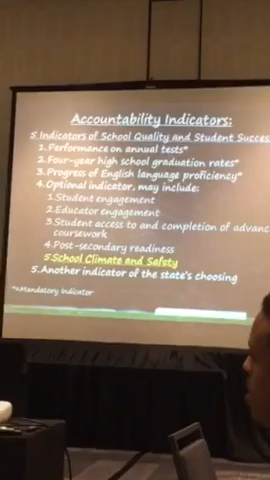 Accountability Indicators:
5 Indicators of School Quality and Student Success
1. Performance on annual tests*
2. Four-year high school graduation rates*
3. Progress of English language proficiency*
4. Optional indicator, may include:
1. Student engagement
2. Educator engagement
3. Student access to and completion of advanc
coursework
4. Post-secondary readiness
5. School Climate and Safety
5. Another indicator of the state's choosing
*=Mandatory Indicator